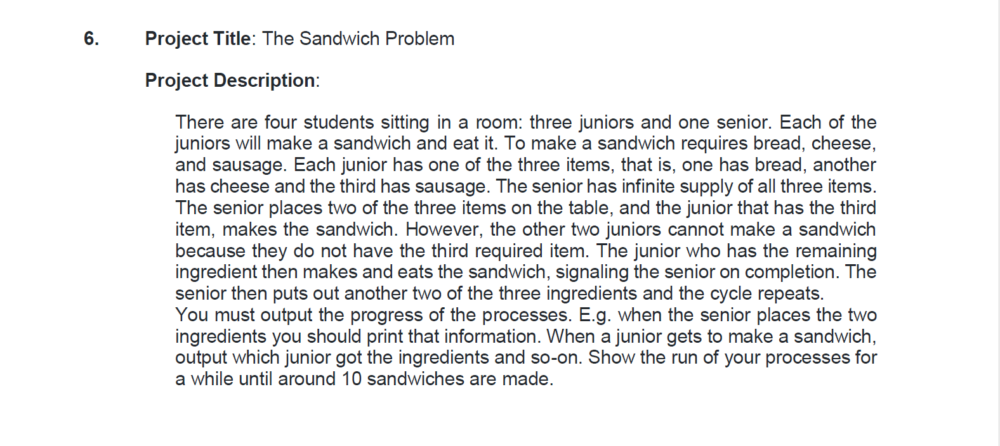 6. Project Title: The Sandwich Problem
Project Description:
There are four students sitting in a room: three juniors and one senior. Each of the
juniors will make a sandwich and eat it. To make a sandwich requires bread, cheese,
and sausage. Each junior has one of the three items, that is, one has bread, another
has cheese and the third has sausage. The senior has infinite supply of all three items.
The senior places two of the three items on the table, and the junior that has the third
item, makes the sandwich. However, the other two juniors cannot make a sandwich
because they do not have the third required item. The junior who has the remaining
ingredient then makes and eats the sandwich, signaling the senior on completion. The
senior then puts out another two of the three ingredients and the cycle repeats.
You must output the progress of the processes. E.g. when the senior places the two
ingredients you should print that information. When a junior gets to make a sandwich,
output which junior got the ingredients and so-on. Show the run of your processes for
a while until around 10 sandwiches are made.